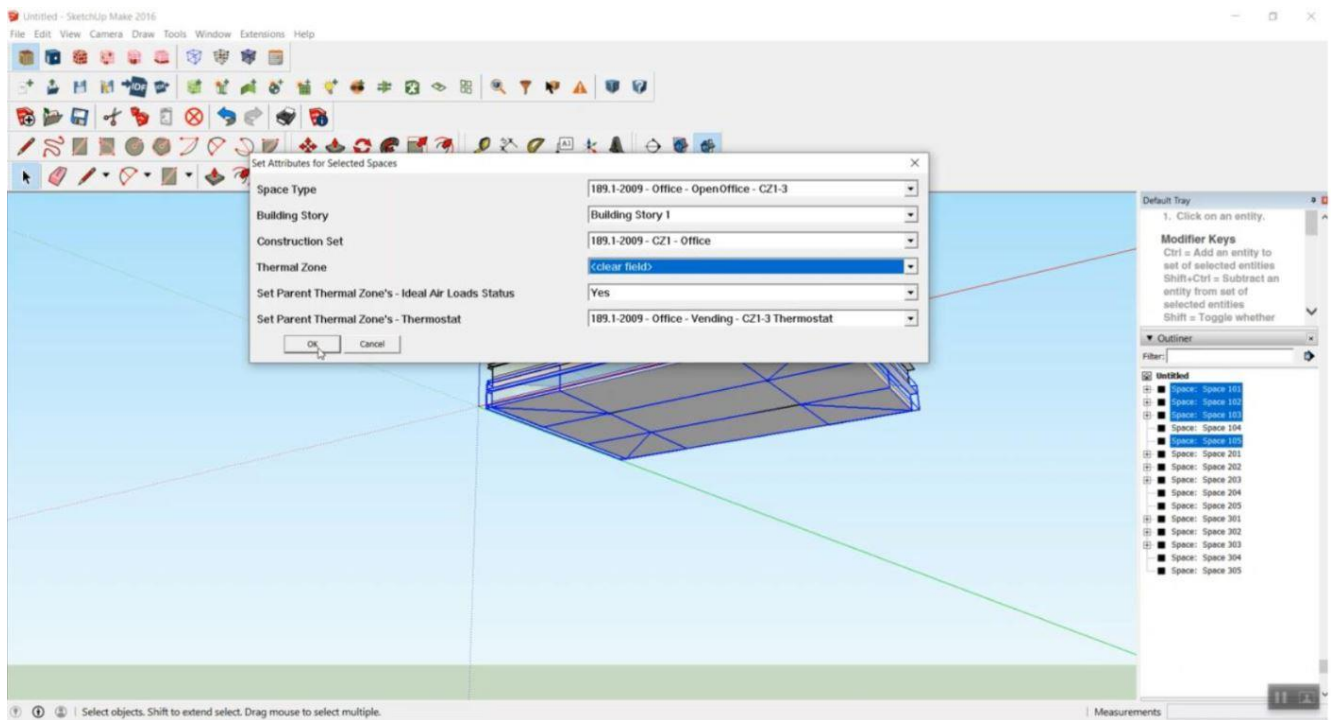 Untitled - SketchUp Make 2016
File Edit View Camera Draw Tools Window Extensions Help
Set Attributes for Selected Spaces
Space Type 189.1-2009 - Office - OpenOffice - CZ1-3
Building Story Building Story 1
Construction Set 189.1-2009 - CZ1 - Office
Thermal Zone <clear field>
Set Parent Thermal Zone's - Ideal Air Loads Status Yes
Set Parent Thermal Zone's - Thermostat 189.1-2009 - Office - Vending - CZ1-3 Thermostat
OK Cancel
Default Tray
1. Click on an entity.
Modifier Keys
Ctrl = Add an entity to
set of selected entities
Shift+Ctrl = Subtract an
entity from set of
selected entities
Shift = Toggle whether
Outliner
Filter:
Untitled
Space: Space 101
Space: Space 102
Space: Space 103
Space: Space 104
Space: Space 105
Space: Space 201
Space: Space 202
Space: Space 203
Space: Space 204
Space: Space 205
Space: Space 301
Space: Space 302
Space: Space 303
Space: Space 304
Space: Space 305
Select objects. Shift to extend select. Drag mouse to select multiple.
Measurements